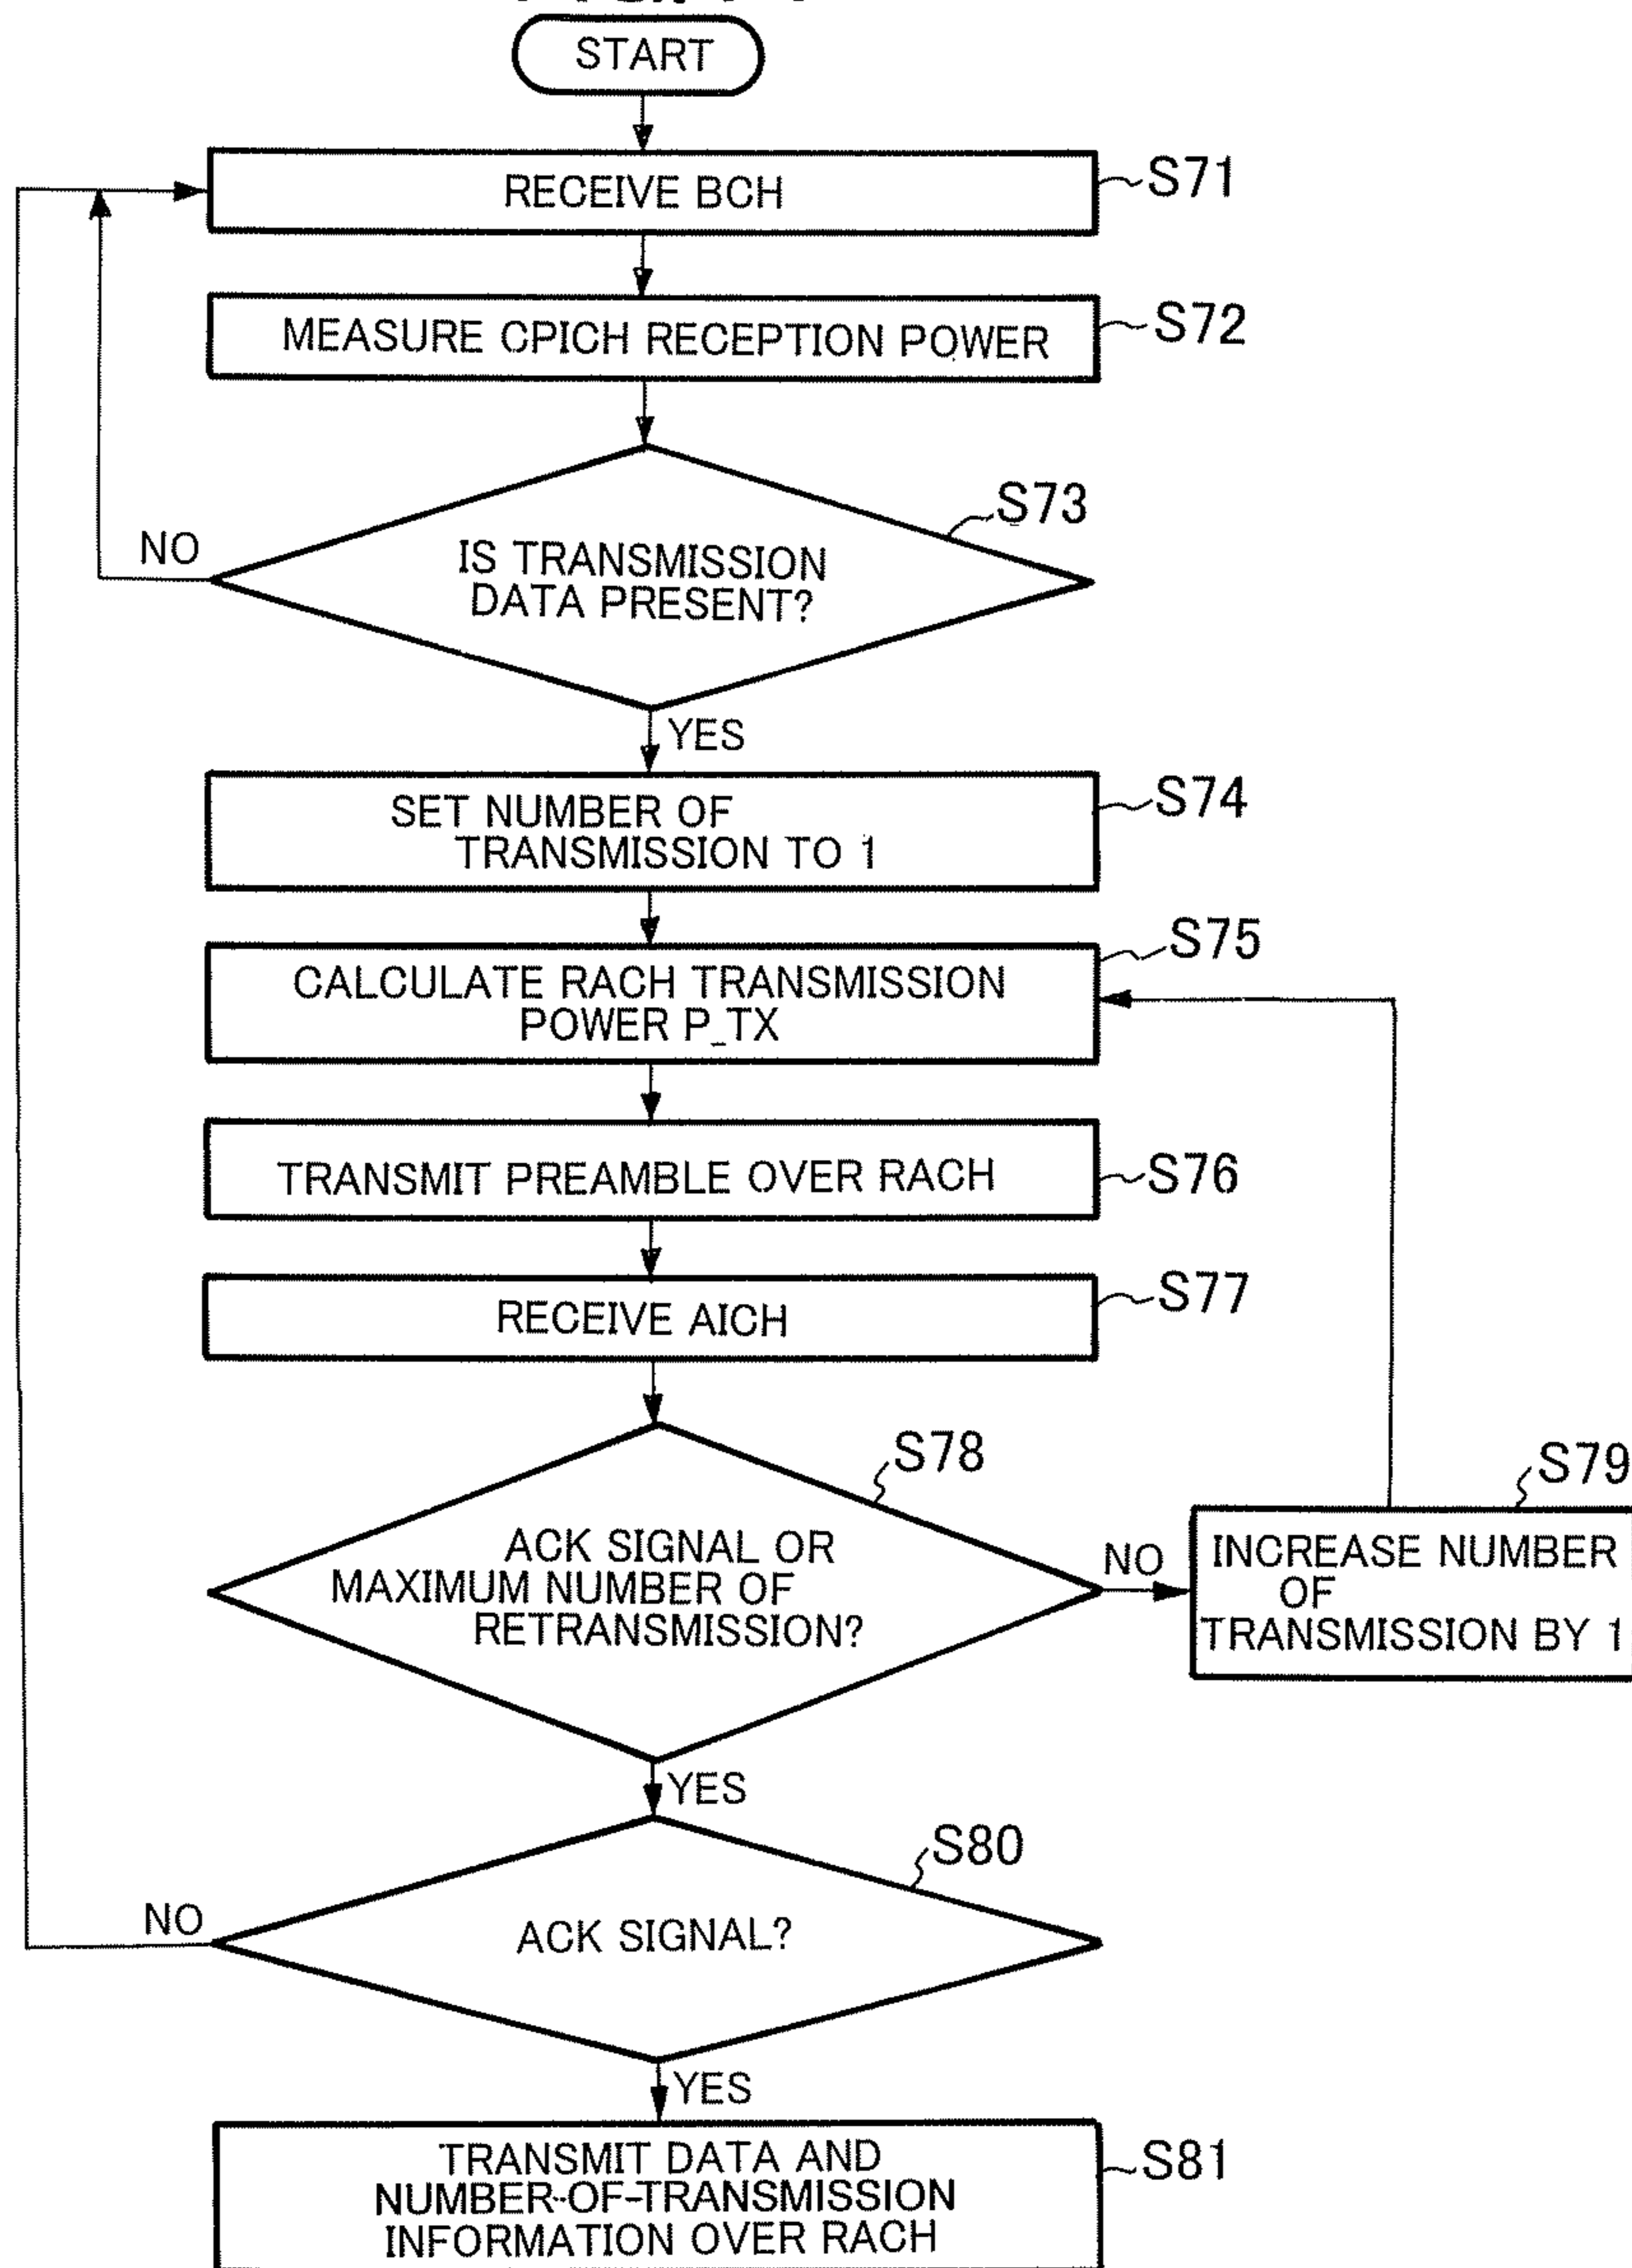 START
RECEIVE BCH
S71
MEASURE CPICH RECEPTION POWER
S72
S73
NO
IS TRANSMISSION
DATA PRESENT?
YES
SET NUMBER OF
TRANSMISSION TO 1
S74
S75
CALCULATE RACH TRANSMISSION
POWER P_TX
TRANSMIT PREAMBLE OVER RACH
S76
RECEIVE AICH
S77
S78
ACK SIGNAL OR
MAXIMUM NUMBER OF
RETRANSMISSION?
NO
S79
INCREASE NUMBER
OF
TRANSMISSION BY 1
YES
S80
NO
ACK SIGNAL?
YES
TRANSMIT DATA AND
NUMBER-OF-TRANSMISSION
INFORMATION OVER RACH
S81